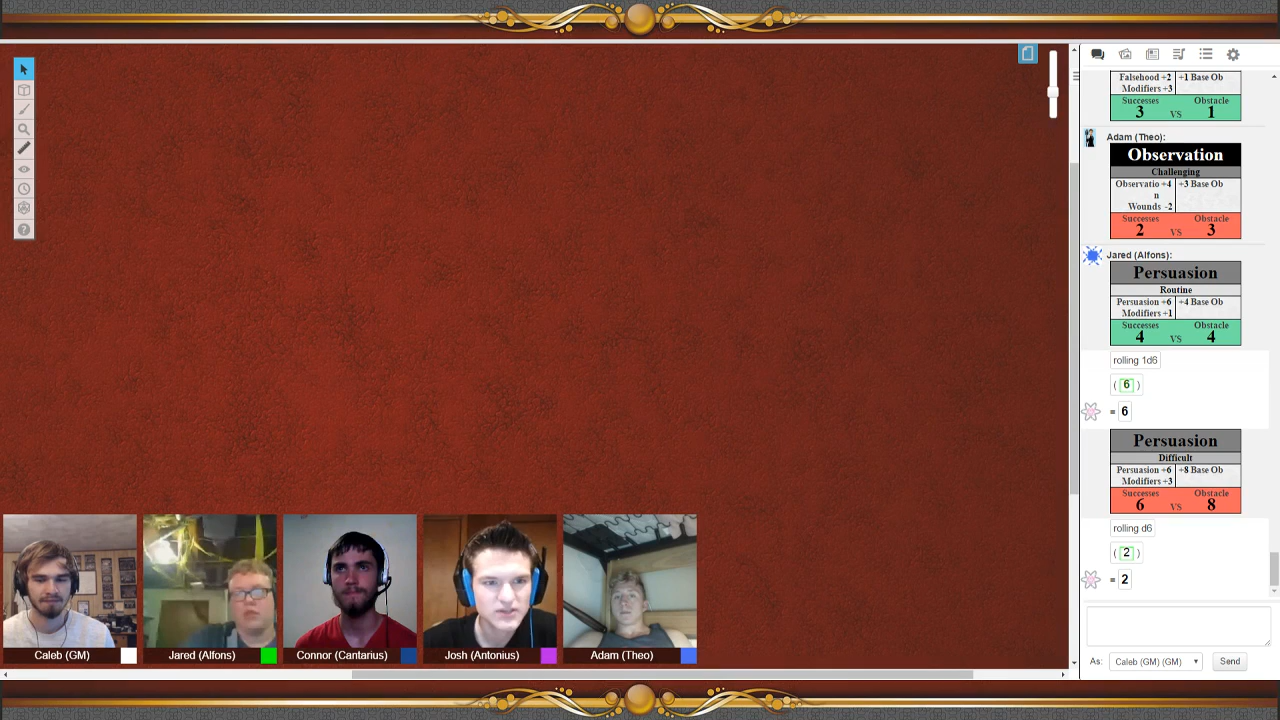 Falsehood +2 +1 Base Ob
Modifiers +3
Successes Obstacle
3 VS 1
Adam (Theo):
Observation
Challenging
Observatio +4 +3 Base Ob
n
Wounds -2
Successes Obstacle
2 VS 3
Jared (Alfons):
Persuasion
Routine
Persuasion +6 +4 Base Ob
Modifiers +1
Successes Obstacle
4 VS 4
rolling 1d6
( 6 )
= 6
Persuasion
Difficult
Persuasion +6 +8 Base Ob
Modifiers +3
Successes Obstacle
6 VS 8
rolling d6
( 2 )
= 2
As: Caleb (GM) (GM) Send
Caleb (GM) Jared (Alfons) Connor (Cantarius) Josh (Antonius) Adam (Theo)